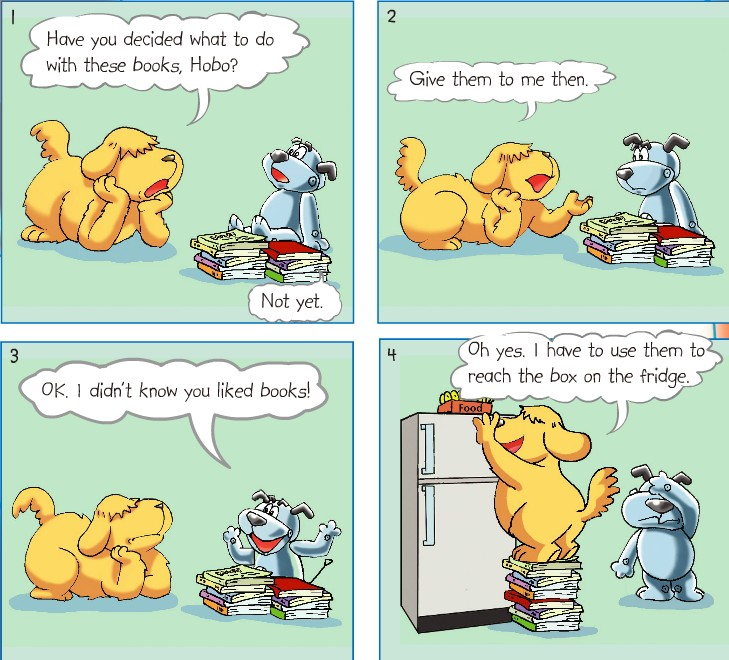 1
Have you decided what to do
with these books, Hobo?
Not yet.
2
Give them to me then.
3
OK. I didn't know you liked books!
4
Oh yes. I have to use them to
reach the box on the fridge.
Food